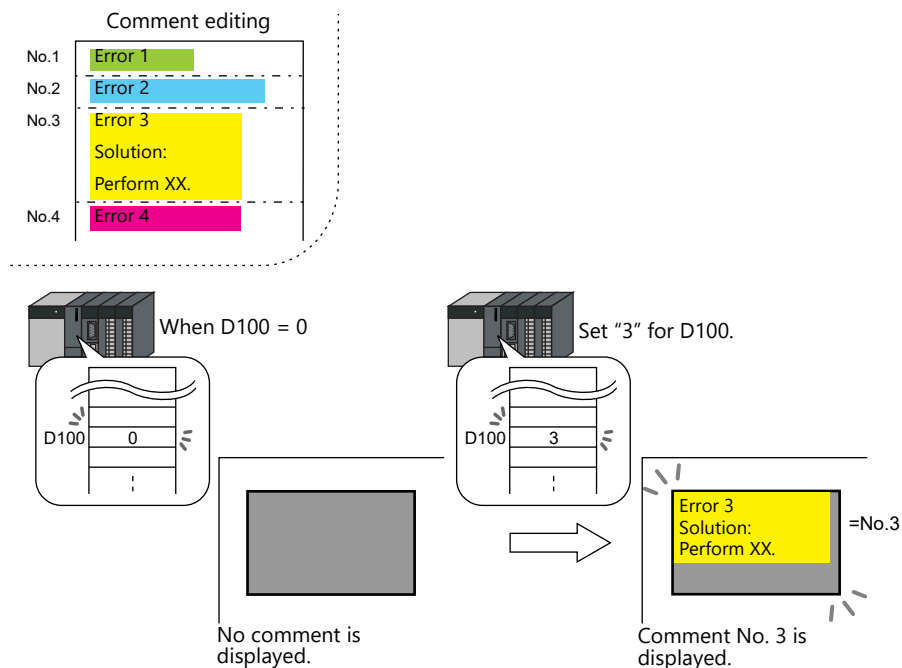 Comment editing
No.1 Error 1
No.2 Error 2
No.3 Error 3
Solution:
Perform XX.
No.4 Error 4
When D100 = 0
D100 0
No comment is
displayed.
Set “3” for D100.
D100 3
Error 3
Solution:
Perform XX.
=No.3
Comment No. 3 is
displayed.